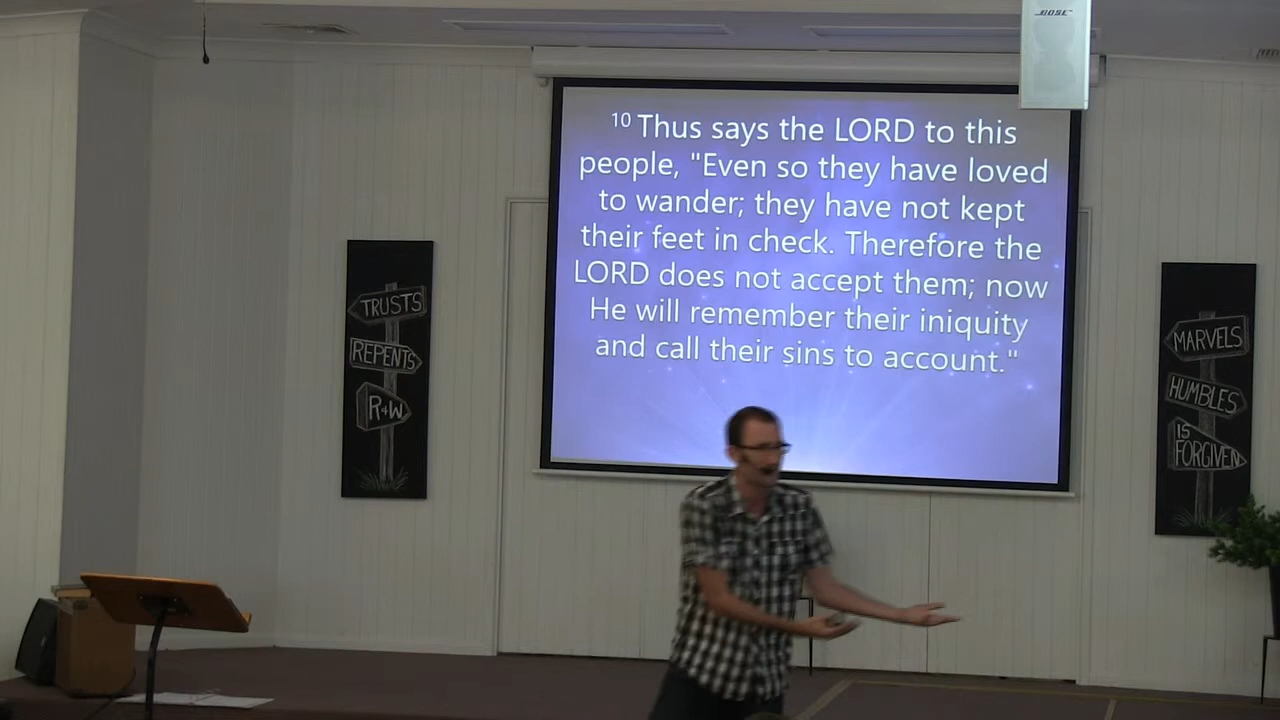 BOSE
10 Thus says the LORD to this
people, "Even so they have loved
to wander; they have not kept
their feet in check. Therefore the
LORD does not accept them; now
He will remember their iniquity
and call their sins to account."
TRUSTS
REPENTS
R+W
MARVELS
HUMBLES
IS
FORGIVEN